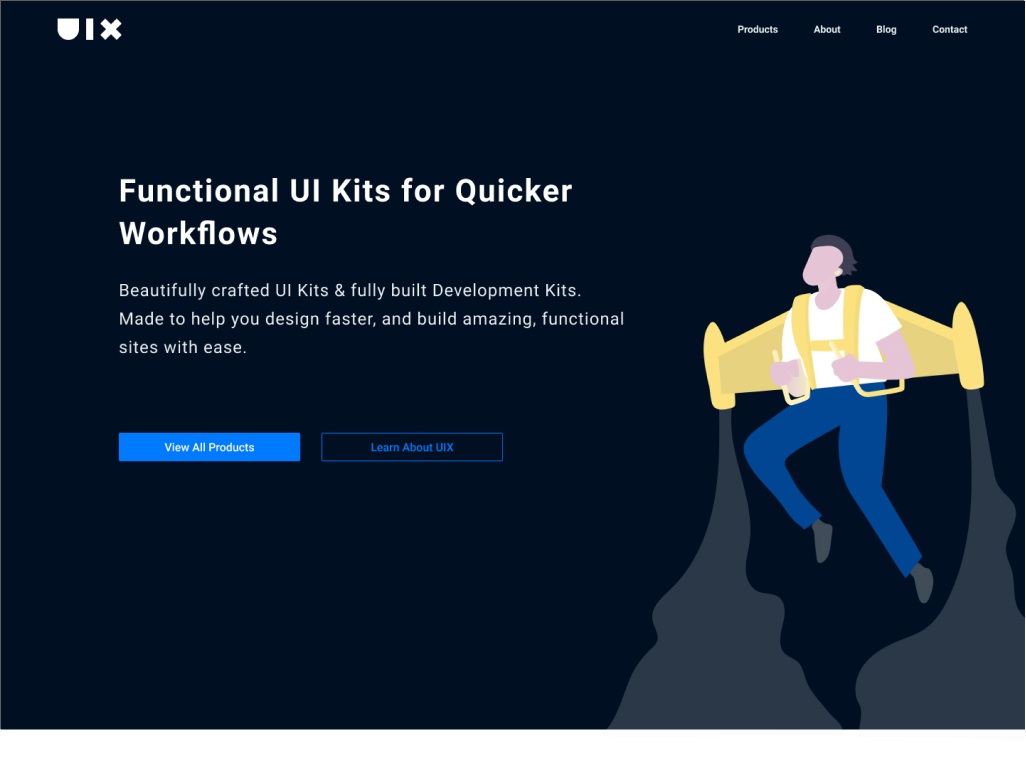 UIX
Products
About
Blog
Contact
Functional UI Kits for Quicker
Workflows
Beautifully crafted UI Kits & fully built Development Kits.
Made to help you design faster, and build amazing, functional
sites with ease.
View All Products
Learn About UIX